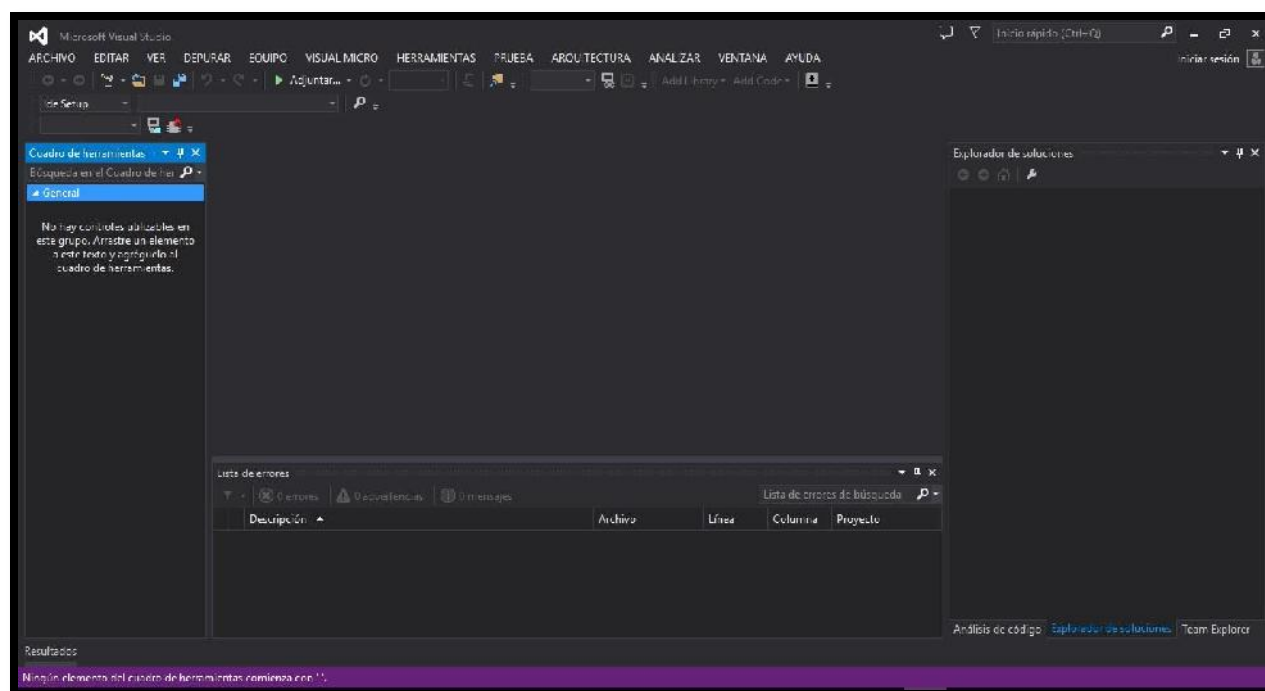 Microsoft Visual Studio
Inicio rápido (Ctrl+Q)
ARCHIVO EDITAR VER DEPURAR EQUIPO VISUAL MICRO HERRAMIENTAS PRUEBA ARQUITECTURA ANALIZAR VENTANA AYUDA
Iniciar sesión
Adjuntar...
Add Library
Add Code
Ide Setup
Cuadro de herramientas
Búsqueda en el Cuadro de her
General
No hay controles utilizables en
este grupo. Arrastre un elemento
a este texto y agréguelo al
cuadro de herramientas.
Explorador de soluciones
Lista de errores
0 errores
0 advertencias
0 mensajes
Lista de errores de búsqueda
Descripción Archivo Línea Columna Proyecto
Análisis de código Explorador de soluciones Team Explorer
Resultados
Ningún elemento del cuadro de herramientas comienza con ' '.